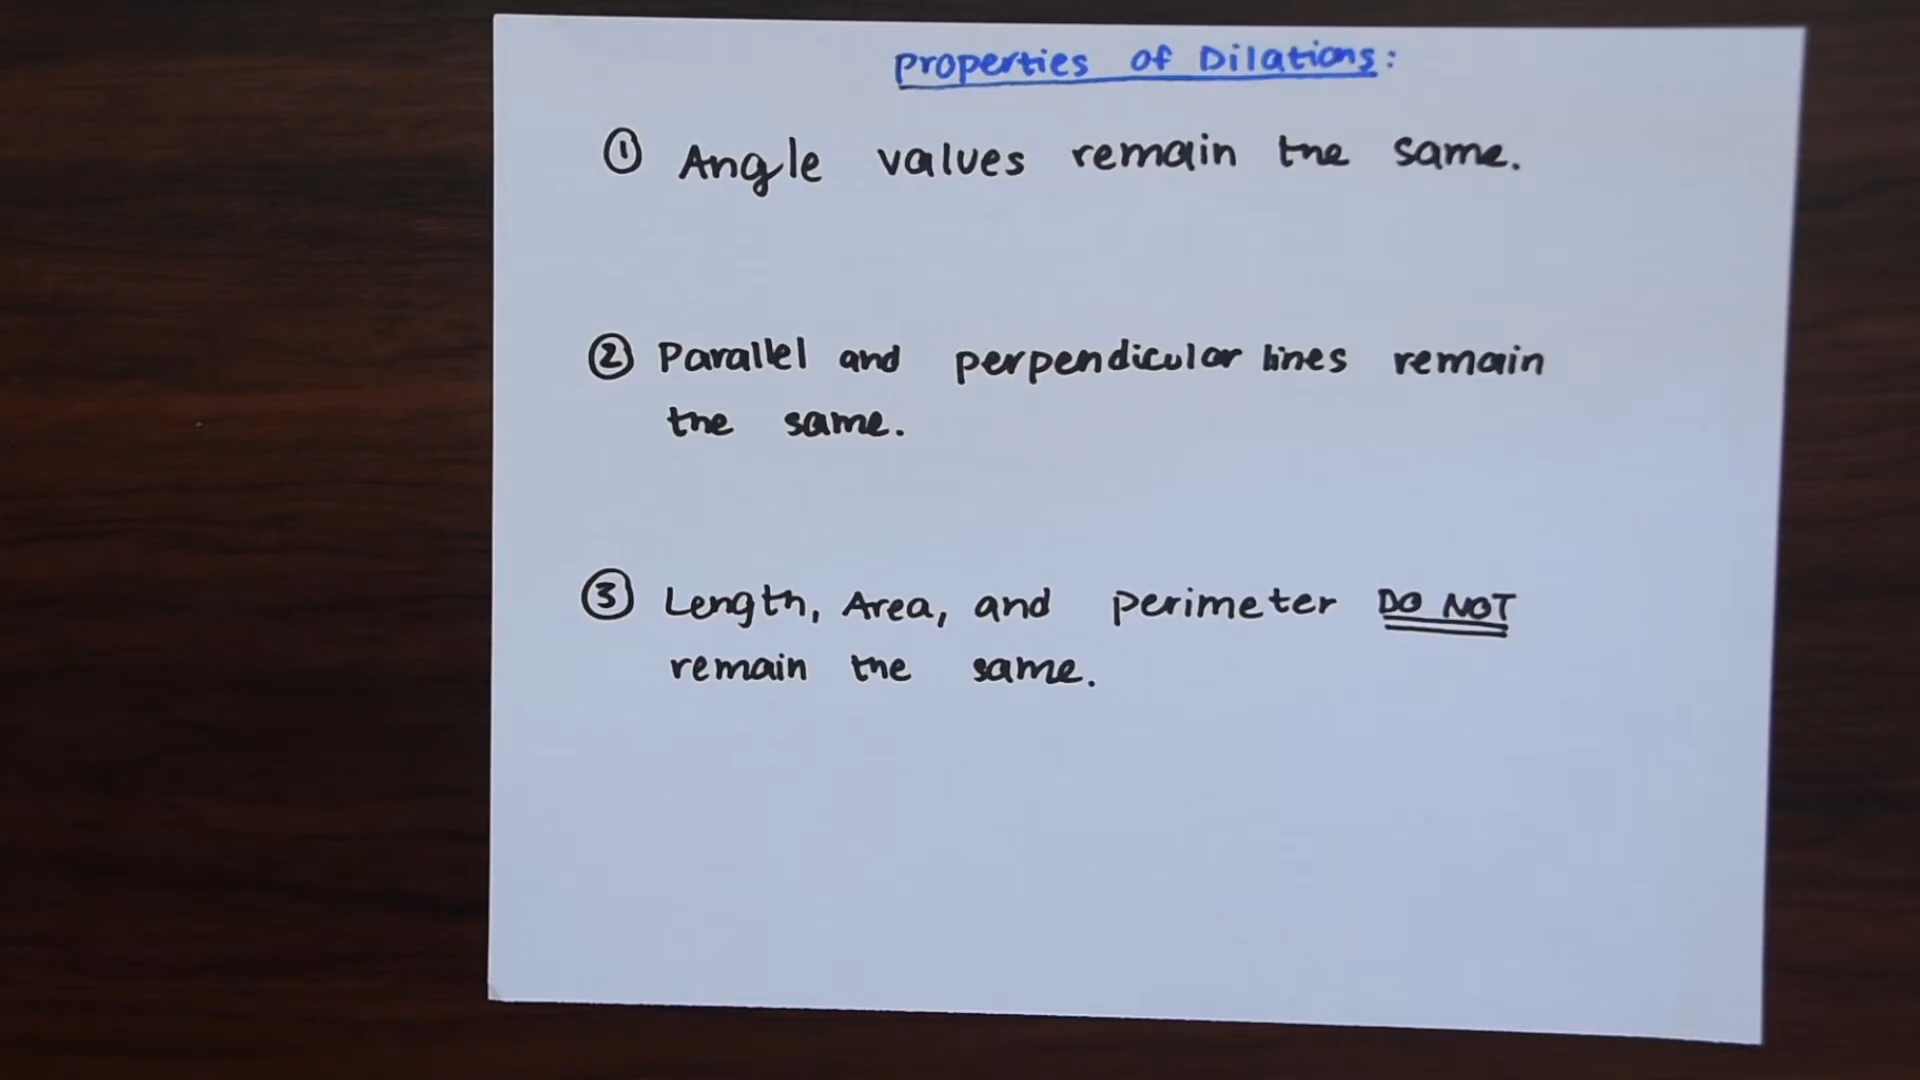 Properties of Dilations:
① Angle values remain the same.
② Parallel and perpendicular lines remain
the same.
③ Length, Area, and perimeter DO NOT
remain the same.